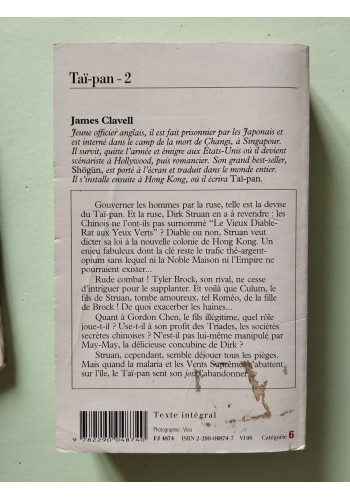 Taï-pan - 2
James Clavell
Jeune officier anglais, il est fait prisonnier par les Japonais et
est interné dans le camp de la mort de Changi, à Singapour.
Il survit, quitte l'armée et émigre aux États-Unis où il devient
scénariste à Hollywood, puis romancier. Son grand best-seller,
Shōgun, est porté à l'écran et traduit dans le monde entier.
Il s'installe ensuite à Hong Kong, où il écrira Taï-pan.
Gouverner les hommes par la ruse, telle est la devise
du Taï-pan. Et la ruse, Dirk Struan en a à revendre : les
Chinois ne l'ont-ils pas surnommé "Le Vieux Diable-
Rat aux Yeux Verts" ? Diable ou non, Struan veut
dicter sa loi à la nouvelle colonie de Hong Kong. Un
enjeu fabuleux dont la clé reste le trafic thé-argent-
opium sans lequel ni la Noble Maison ni l'Empire ne
pourraient exister...
Rude combat ! Tyler Brock, son rival, ne cesse
d'intriguer pour le supplanter. Et voilà que Culum, le
fils de Struan, tombe amoureux, tel Roméo, de la fille
de Brock ! De quoi exacerber les haines...
Quant à Gordon Chen, le fils illégitime, quel rôle
joue-t-il ? Use-t-il à son profit des Triades, les sociétés
secrètes chinoises ? N'est-il pas lui-même manipulé par
May-May, la délicieuse concubine de Dirk ?
Struan, cependant, semble déjouer tous les pièges.
Mais quand la malaria et les Vents Suprêmes s'abattent
sur l'île, le Taï-pan sent son joss l'abandonner...
Texte intégral
Photographie : Vloo
9 782290 048740
EJ 4874 ISBN 2-290-04874-7 VI 98 Catégorie 6